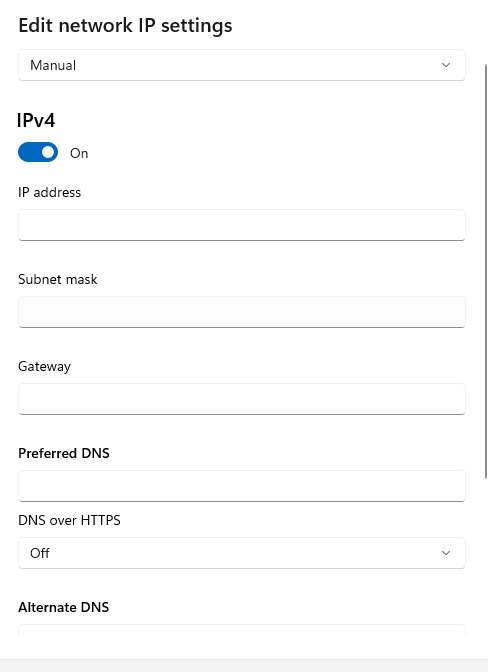 Edit network IP settings
Manual
IPv4
On
IP address
Subnet mask
Gateway
Preferred DNS
DNS over HTTPS
Off
Alternate DNS